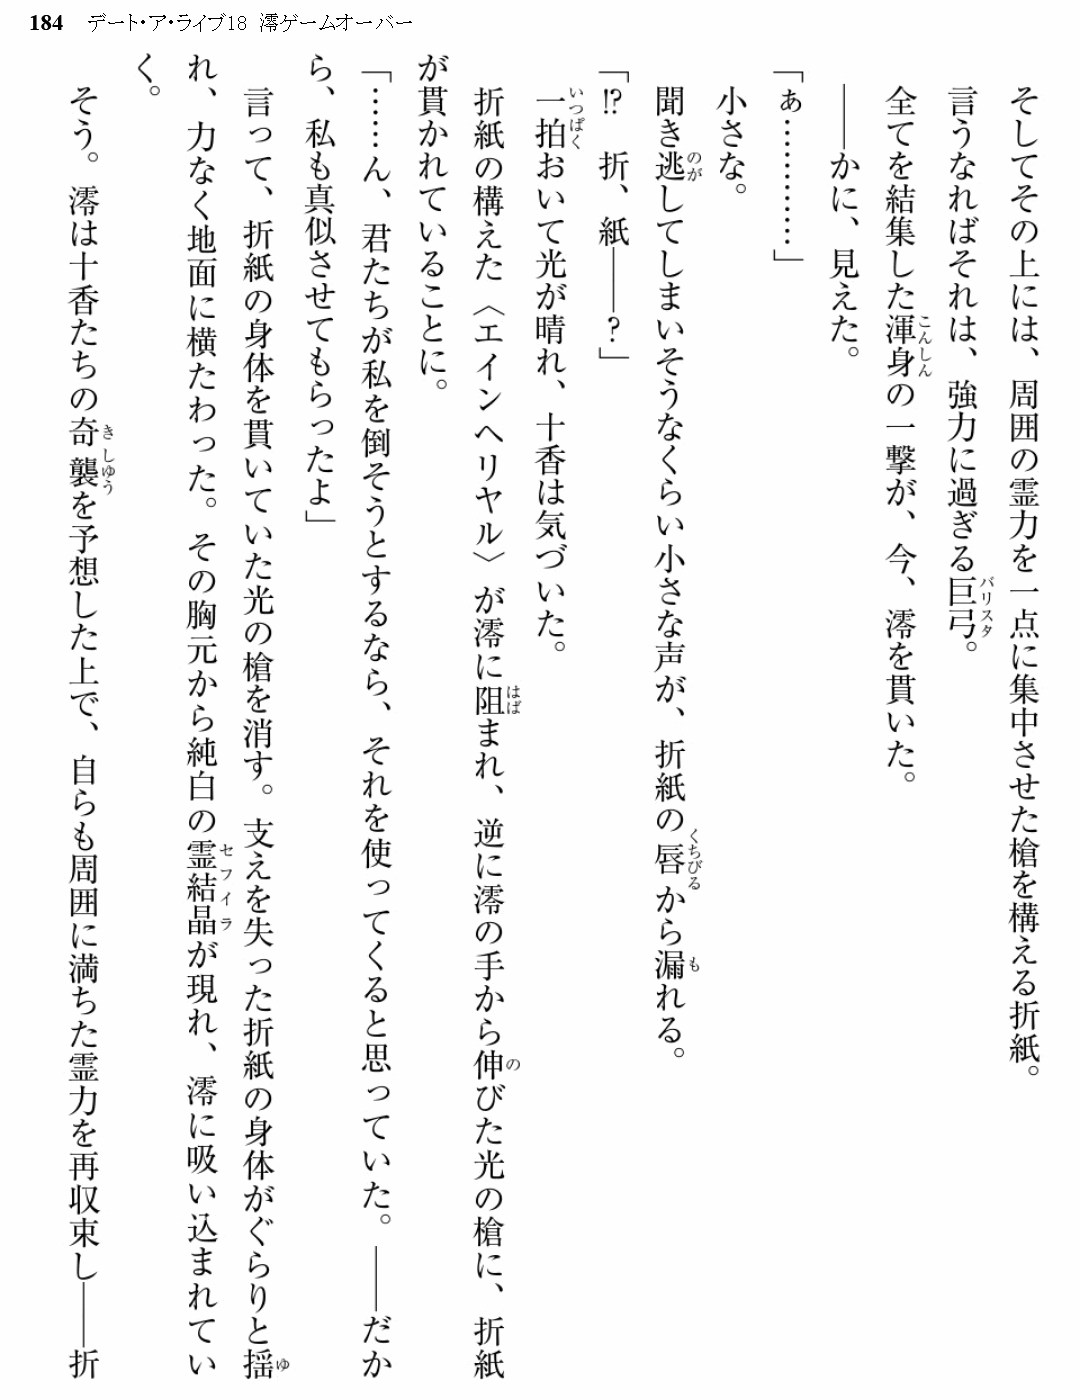 184 デート・ア・ライブ18 澪ゲームオーバー
そしてその上には、周囲の霊力を一点に集中させた槍を構える折紙。
言うなればそれは、強力に過ぎる巨弓バリスタ。
全てを結集した渾身こんしんの一撃が、今、澪を貫いた。
――かに、見えた。
「ぁ…………」
小さな。
聞き逃のがしてしまいそうなくらい小さな声が、折紙の唇くちびるから漏もれる。
「!? 折、紙――?」
一拍いつぱくおいて光が晴れ、十香は気づいた。
折紙の構えた〈エインヘリヤル〉が澪に阻はばまれ、逆に澪の手から伸のびた光の槍に、折紙
が貫かれていることに。
「……ん、君たちが私を倒そうとするなら、それを使ってくると思っていた。――だか
ら、私も真似させてもらったよ」
言って、折紙の身体を貫いていた光の槍を消す。支えを失った折紙の身体がぐらりと揺ゆ
れ、力なく地面に横たわった。その胸元から純白の霊結晶セフイラが現れ、澪に吸い込まれてい
く。
そう。澪は十香たちの奇襲きしゆうを予想した上で、自らも周囲に満ちた霊力を再収束し――折